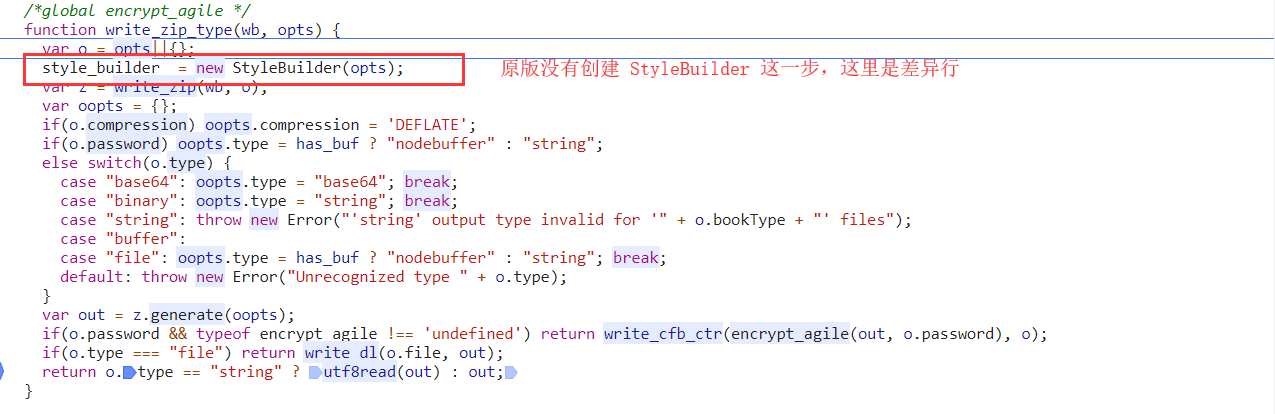 /*global encrypt_agile */
function write_zip_type(wb, opts) {
var o = opts||{};
style_builder  = new StyleBuilder(opts);
原版没有创建 StyleBuilder 这一步，这里是差异行
var z = write_zip(wb, o);
var oopts = {};
if(o.compression) oopts.compression = 'DEFLATE';
if(o.password) oopts.type = has_buf ? "nodebuffer" : "string";
else switch(o.type) {
case "base64": oopts.type = "base64"; break;
case "binary": oopts.type = "string"; break;
case "string": throw new Error("'string' output type invalid for '" + o.bookType + "' files");
case "buffer":
case "file": oopts.type = has_buf ? "nodebuffer" : "string"; break;
default: throw new Error("Unrecognized type " + o.type);
}
var out = z.generate(oopts);
if(o.password && typeof encrypt_agile !== 'undefined') return write_cfb_ctr(encrypt_agile(out, o.password), o);
if(o.type === "file") return write_dl(o.file, out);
return o.type == "string" ? utf8read(out) : out;
}